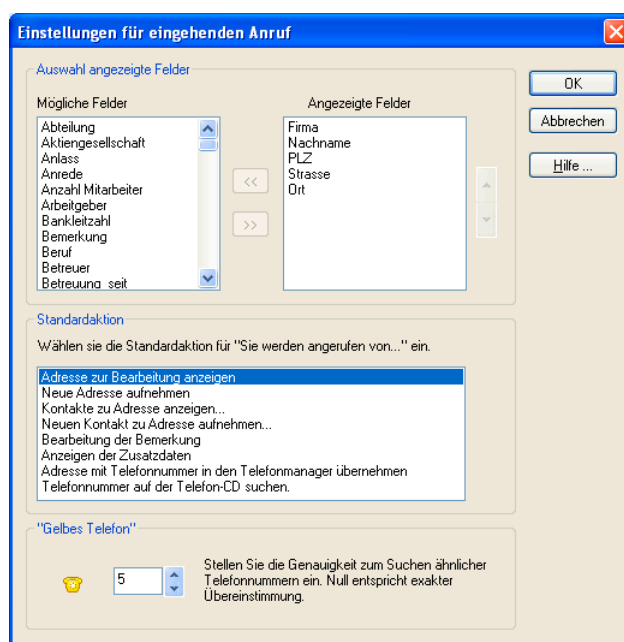 Einstellungen für eingehenden Anruf
Auswahl angezeigte Felder
Mögliche Felder
Abteilung
Aktiengesellschaft
Anlass
Anrede
Anzahl Mitarbeiter
Arbeitgeber
Bankleitzahl
Bemerkung
Beruf
Betreuer
Betreuung seit
<<
>>
Angezeigte Felder
Firma
Nachname
PLZ
Strasse
Ort
OK
Abbrechen
Hilfe ...
Standardaktion
Wählen sie die Standardaktion für "Sie werden angerufen von..." ein.
Adresse zur Bearbeitung anzeigen
Neue Adresse aufnehmen
Kontakte zu Adresse anzeigen...
Neuen Kontakt zu Adresse aufnehmen...
Bearbeitung der Bemerkung
Anzeigen der Zusatzdaten
Adresse mit Telefonnummer in den Telefonmanager übernehmen
Telefonnummer auf der Telefon-CD suchen.
"Gelbes Telefon"
5
Stellen Sie die Genauigkeit zum Suchen ähnlicher
Telefonnummern ein. Null entspricht exakter
Übereinstimmung.